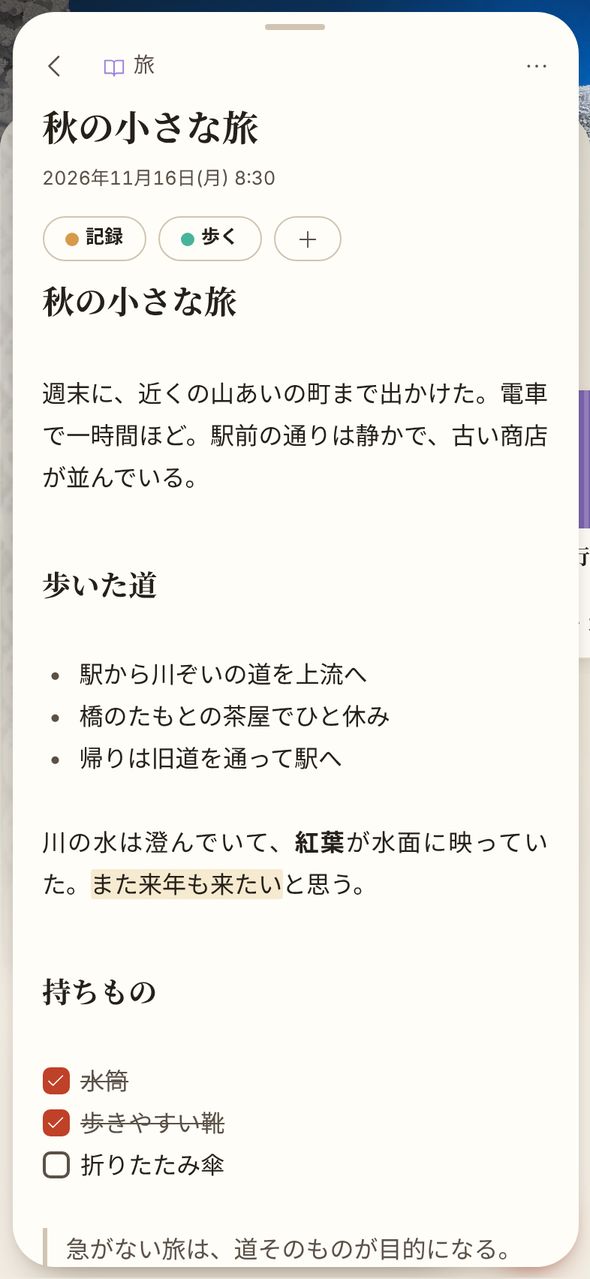 旅
秋の小さな旅
2026年11月16日(月) 8:30
記録
歩く
秋の小さな旅
週末に、近くの山あいの町まで出かけた。電車
で一時間ほど。駅前の通りは静かで、古い商店
が並んでいる。
歩いた道
• 駅から川ぞいの道を上流へ
• 橋のたもとの茶屋でひと休み
• 帰りは旧道を通って駅へ
川の水は澄んでいて、紅葉が水面に映ってい
た。また来年も来たいと思う。
持ちもの
水筒
歩きやすい靴
折りたたみ傘
急がない旅は、道そのものが目的になる。